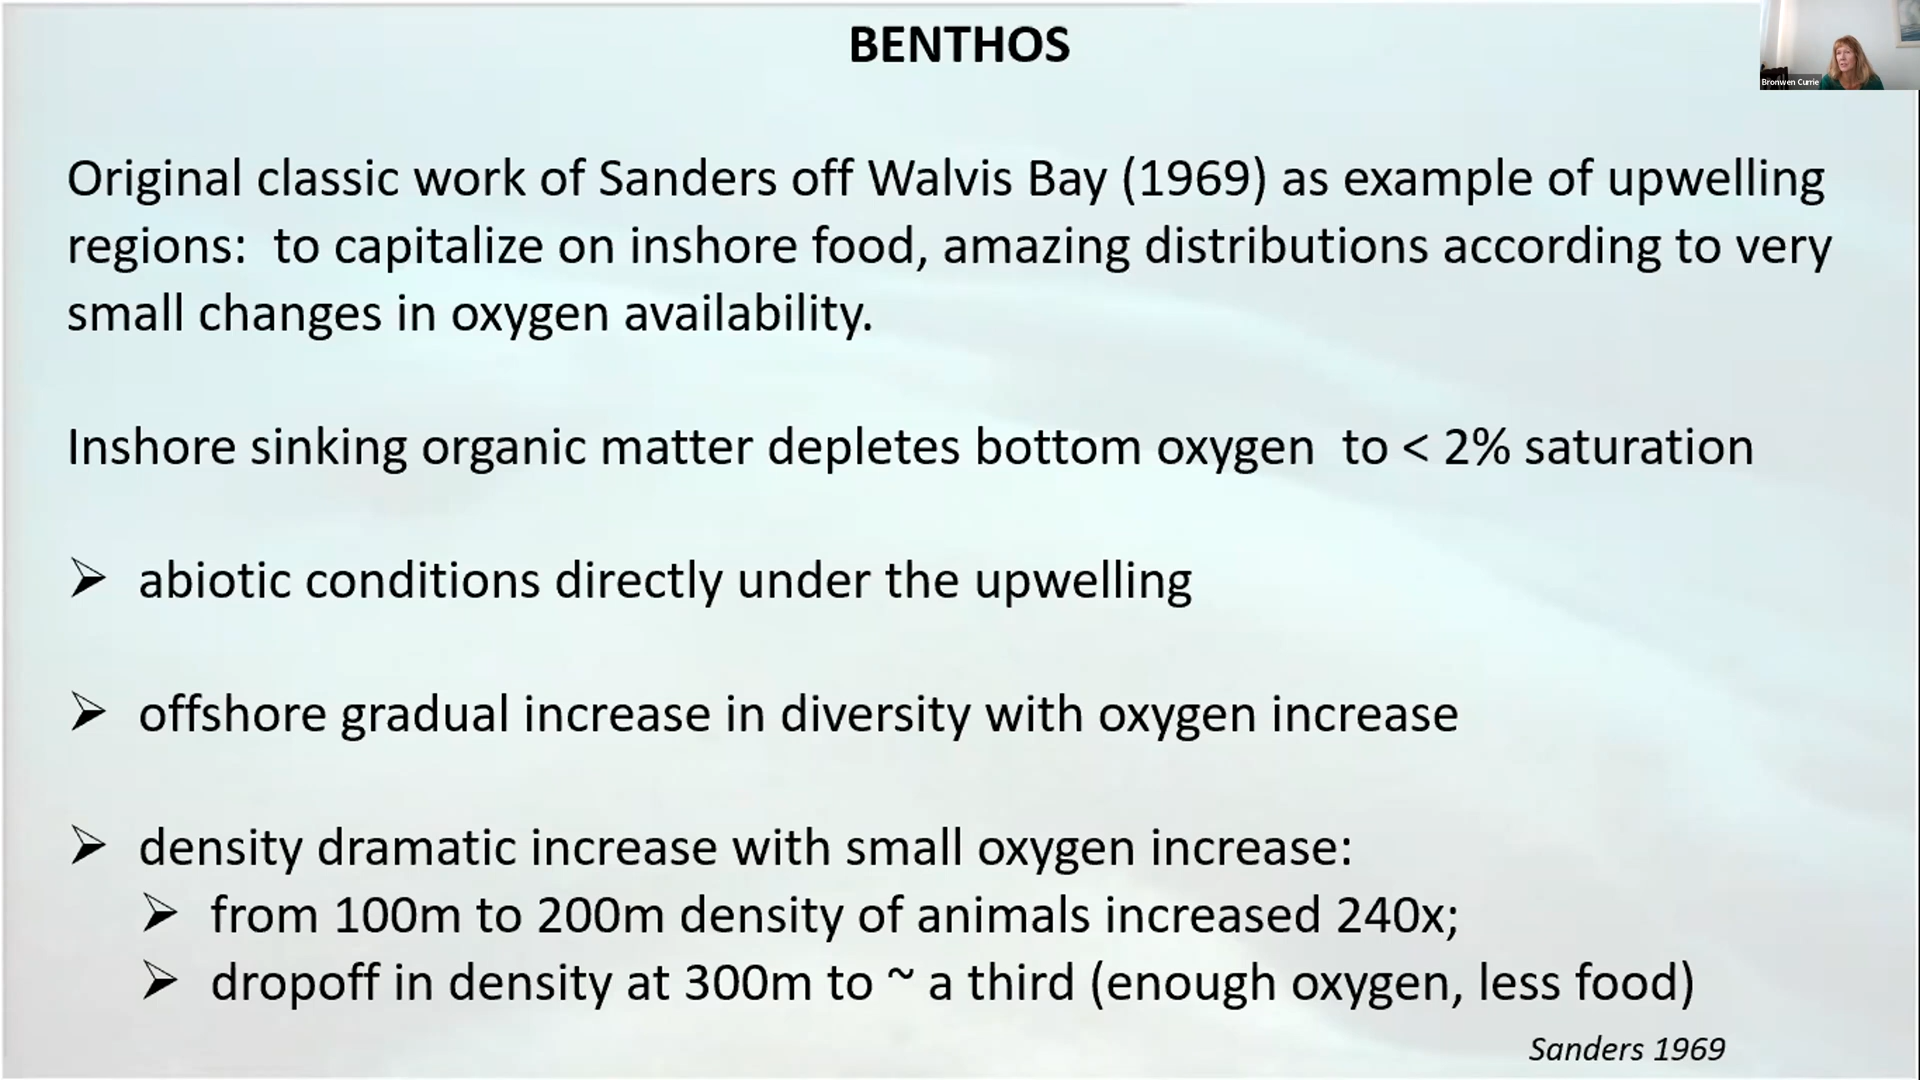 BENTHOS
Bronwen Currie
Original classic work of Sanders off Walvis Bay (1969) as example of upwelling
regions:  to capitalize on inshore food, amazing distributions according to very
small changes in oxygen availability.
Inshore sinking organic matter depletes bottom oxygen  to < 2% saturation
➢ abiotic conditions directly under the upwelling
➢ offshore gradual increase in diversity with oxygen increase
➢ density dramatic increase with small oxygen increase:
➢ from 100m to 200m density of animals increased 240x;
➢ dropoff in density at 300m to ~ a third (enough oxygen, less food)
Sanders 1969